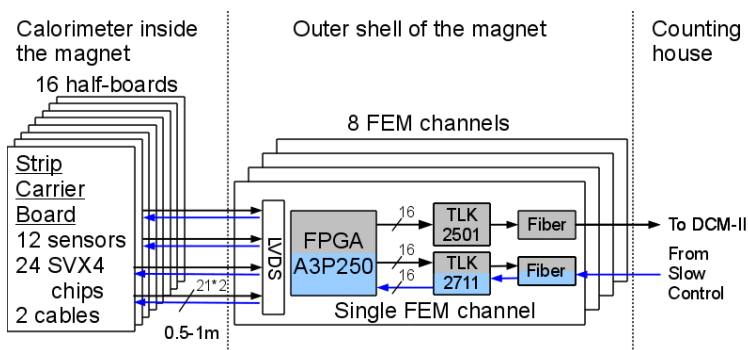 Calorimeter inside
the magnet
Outer shell of the magnet
Counting
house
16 half-boards
8 FEM channels
Strip
Carrier
Board
12 sensors
24 SVX4
chips
2 cables
21*2
0.5-1m
LVDS
FPGA
A3P250
16
16
16
TLK
2501
TLK
2711
Fiber
Fiber
Single FEM channel
To DCM-II
From
Slow
Control